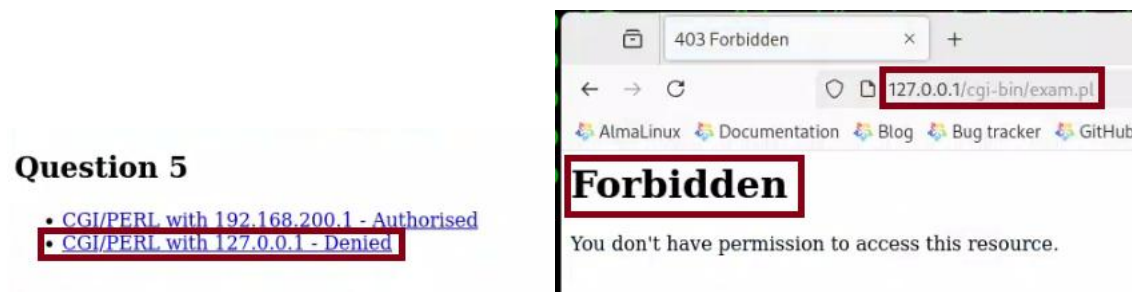 Question 5
• CGI/PERL with 192.168.200.1 - Authorised
• CGI/PERL with 127.0.0.1 - Denied
403 Forbidden
127.0.0.1/cgi-bin/exam.pl
AlmaLinux Documentation Blog Bug tracker GitHub
Forbidden
You don't have permission to access this resource.